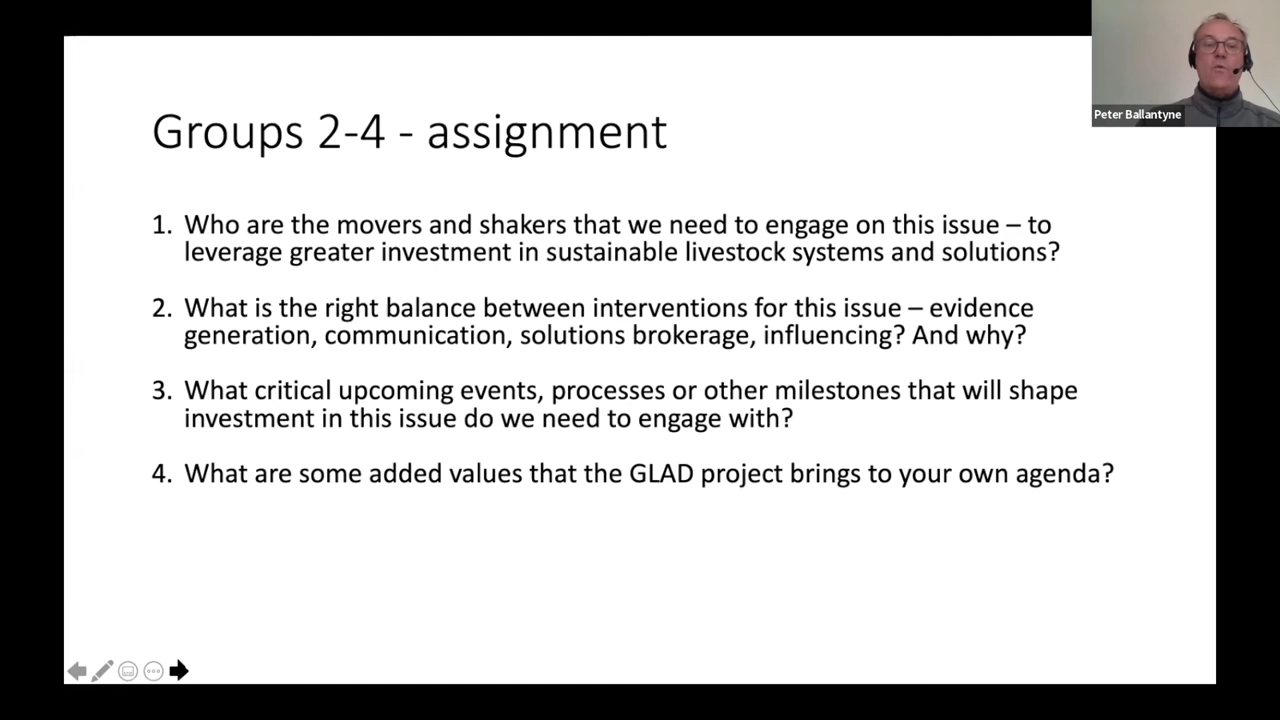 Peter Ballantyne
Groups 2-4 - assignment
1. Who are the movers and shakers that we need to engage on this issue – to
leverage greater investment in sustainable livestock systems and solutions?
2. What is the right balance between interventions for this issue – evidence
generation, communication, solutions brokerage, influencing? And why?
3. What critical upcoming events, processes or other milestones that will shape
investment in this issue do we need to engage with?
4. What are some added values that the GLAD project brings to your own agenda?